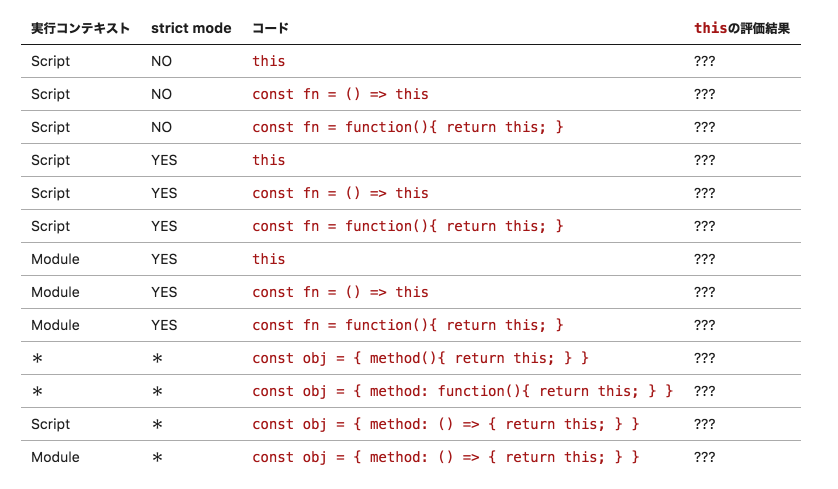 実行コンテキスト strict mode コード thisの評価結果
Script NO this ???
Script NO const fn = () => this ???
Script NO const fn = function(){ return this; } ???
Script YES this ???
Script YES const fn = () => this ???
Script YES const fn = function(){ return this; } ???
Module YES this ???
Module YES const fn = () => this ???
Module YES const fn = function(){ return this; } ???
* * const obj = { method(){ return this; } } ???
* * const obj = { method: function(){ return this; } } ???
Script * const obj = { method: () => { return this; } } ???
Module * const obj = { method: () => { return this; } } ???